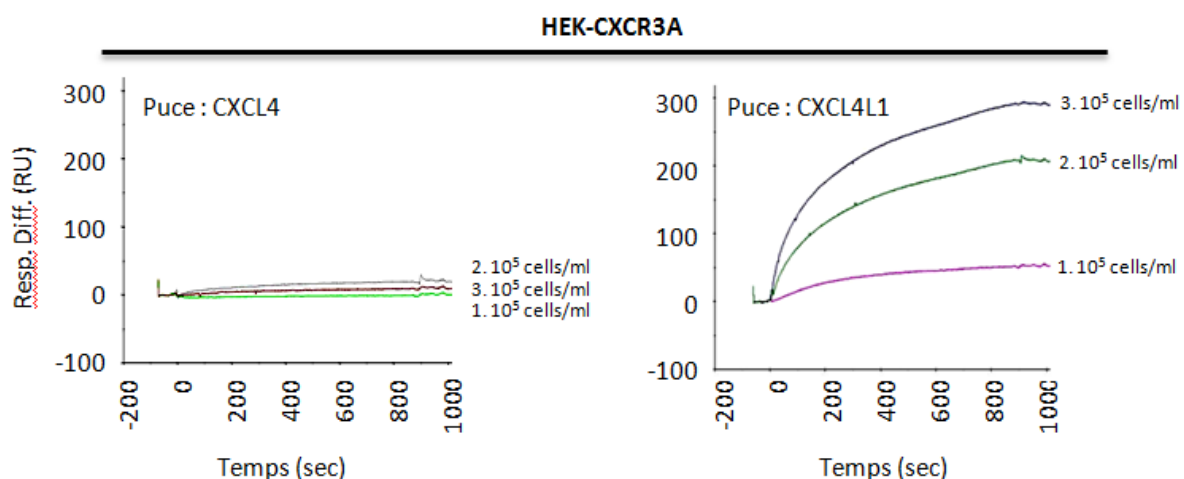 HEK-CXCR3A
Puce : CXCL4
Resp. Diff. (RU)
300
200
100
0
-100
-200
0
200
400
600
800
1000
2.10⁵ cells/ml
3.10⁵ cells/ml
1.10⁵ cells/ml
Temps (sec)
Puce : CXCL4L1
300
200
100
0
-100
-200
0
200
400
600
800
1000
3.10⁵ cells/ml
2.10⁵ cells/ml
1.10⁵ cells/ml
Temps (sec)